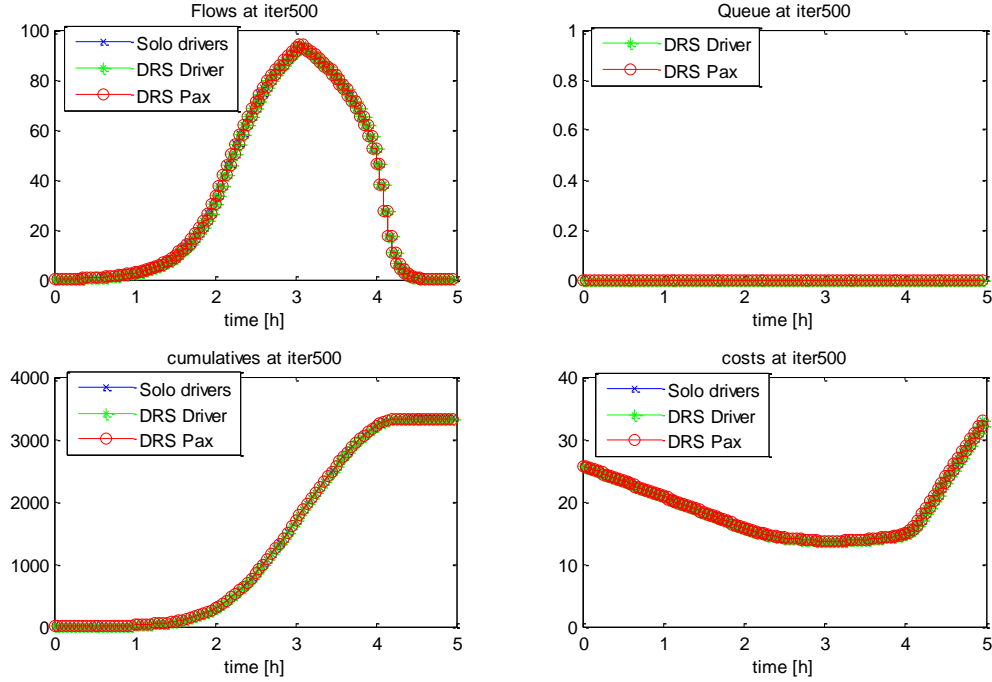 Flows at iter500
100
80
60
40
20
0
0 1 2 3 4 5
time [h]
Solo drivers
DRS Driver
DRS Pax
Queue at iter500
1
0.8
0.6
0.4
0.2
0
0 1 2 3 4 5
time [h]
DRS Driver
DRS Pax
cumulatives at iter500
4000
3000
2000
1000
0
0 1 2 3 4 5
time [h]
Solo drivers
DRS Driver
DRS Pax
costs at iter500
40
30
20
10
0
0 1 2 3 4 5
time [h]
Solo drivers
DRS Driver
DRS Pax